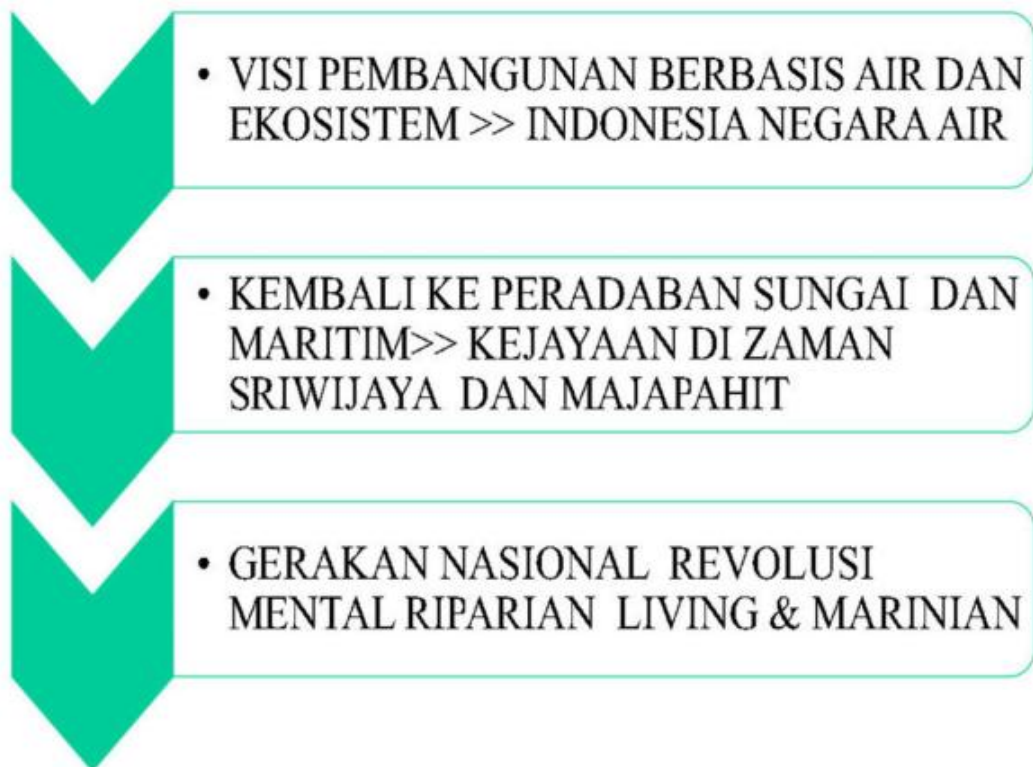 • VISI PEMBANGUNAN BERBASIS AIR DAN
EKOSISTEM >> INDONESIA NEGARA AIR
• KEMBALI KE PERADABAN SUNGAI DAN
MARITIM>> KEJAYAAN DI ZAMAN
SRIWIJAYA DAN MAJAPAHIT
• GERAKAN NASIONAL REVOLUSI
MENTAL RIPARIAN LIVING & MARINIAN